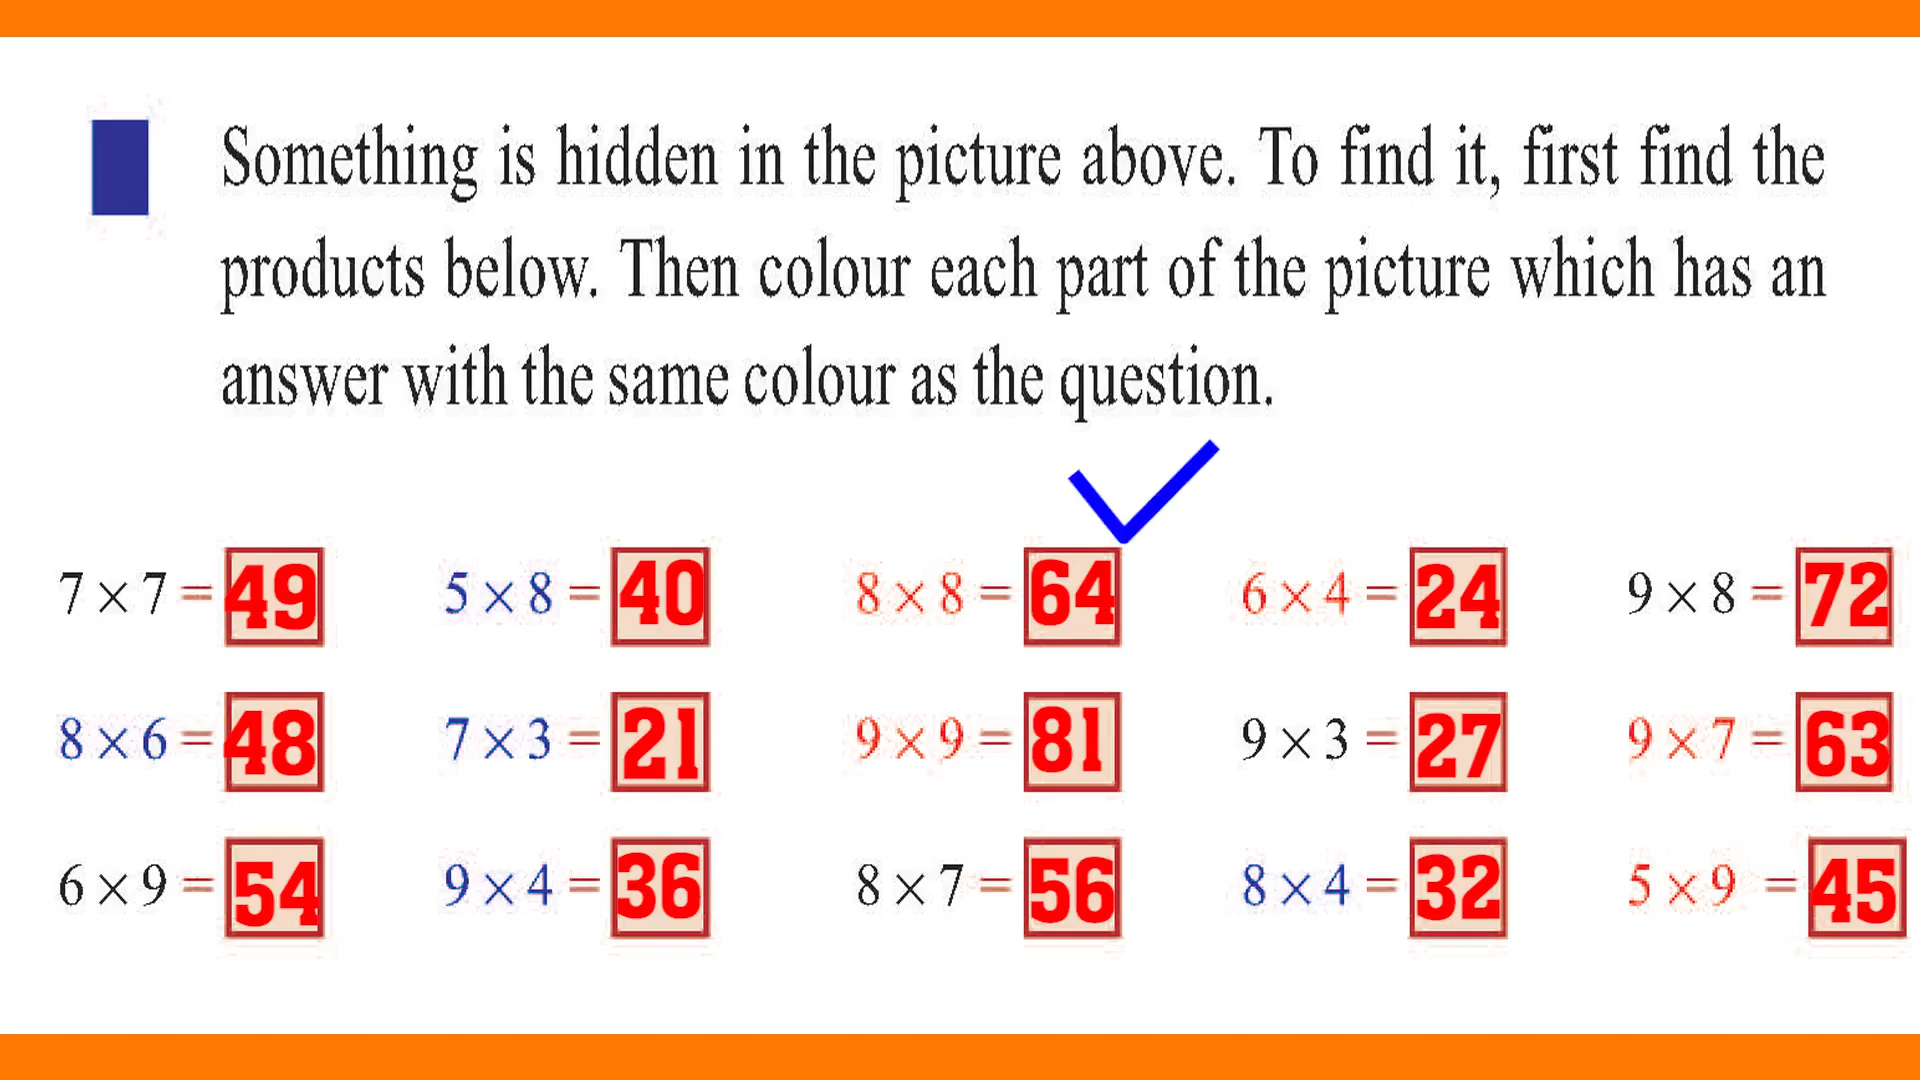 Something is hidden in the picture above. To find it, first find the
products below. Then colour each part of the picture which has an
answer with the same colour as the question.
7 × 7 = 49 5 × 8 = 40 8 × 8 = 64 6 × 4 = 24 9 × 8 = 72
8 × 6 = 48 7 × 3 = 21 9 × 9 = 81 9 × 3 = 27 9 × 7 = 63
6 × 9 = 54 9 × 4 = 36 8 × 7 = 56 8 × 4 = 32 5 × 9 = 45